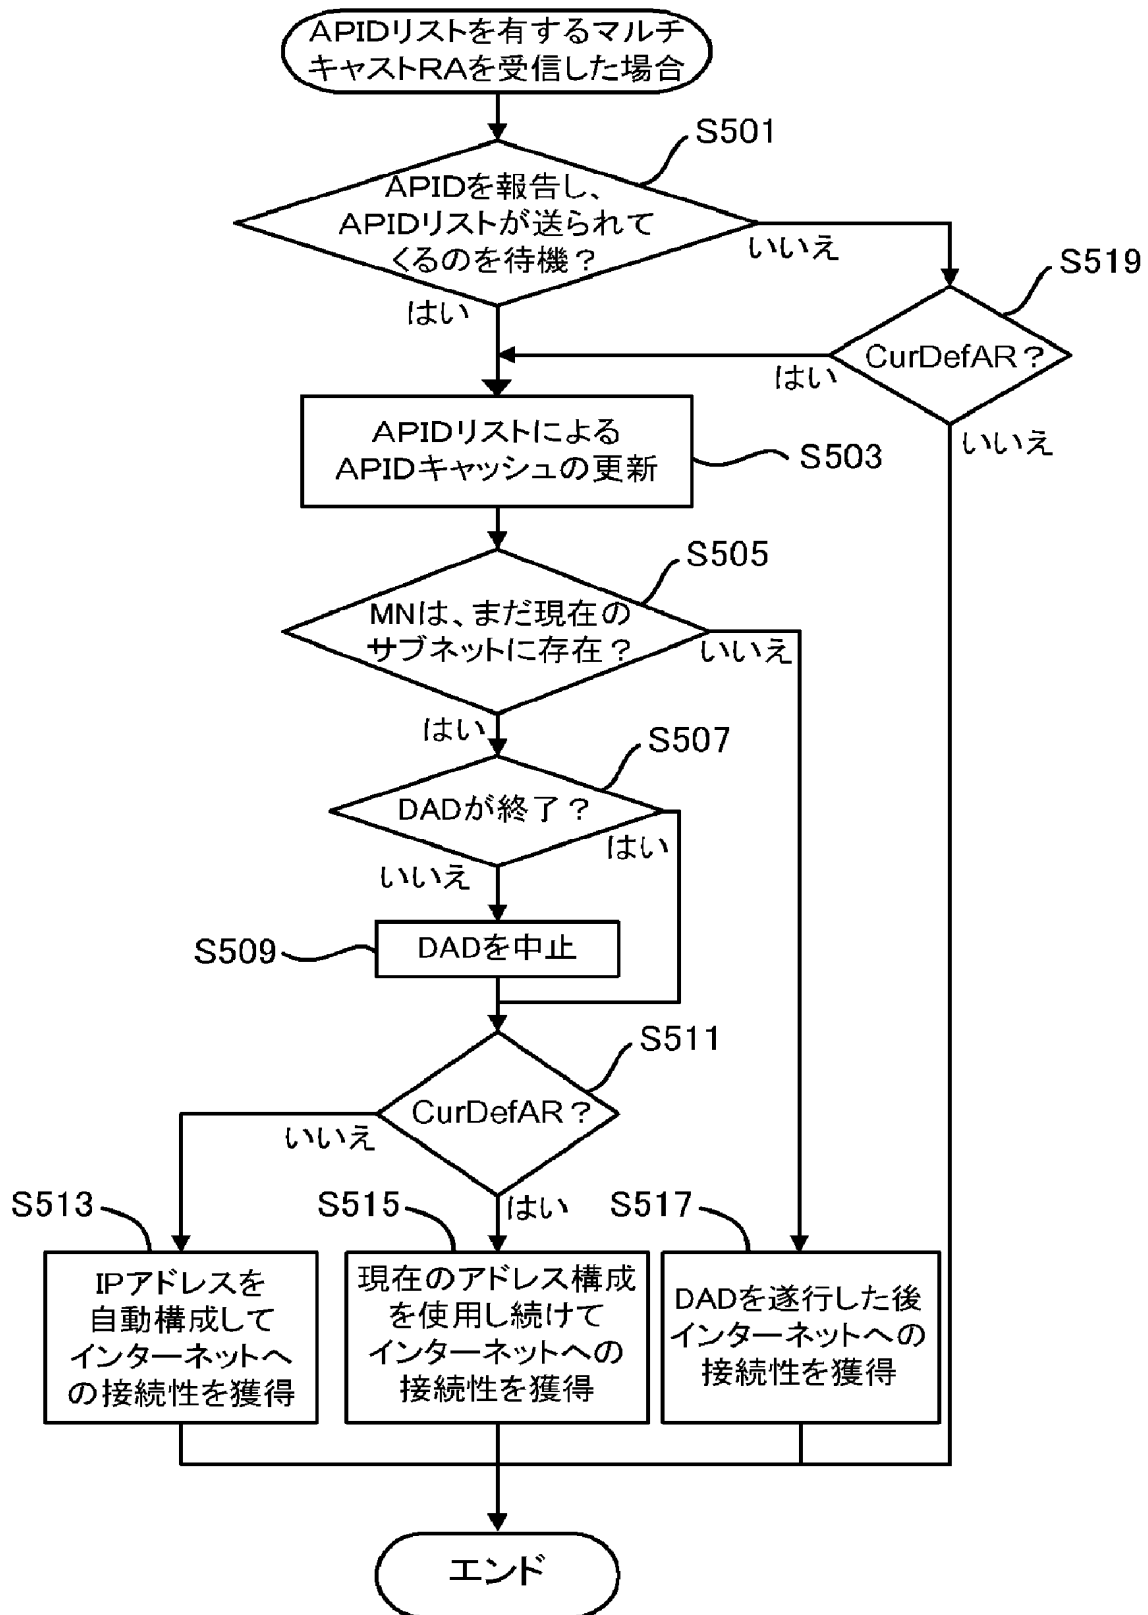 APIDリストを有するマルチ
キャストRAを受信した場合
S501
APIDを報告し、
APIDリストが送られて
くるのを待機？
いいえ
はい
S519
CurDefAR？
はい
いいえ
APIDリストによる
APIDキャッシュの更新
S503
S505
MNは、まだ現在の
サブネットに存在？
いいえ
はい
S507
DADが終了？
はい
いいえ
S509
DADを中止
S511
CurDefAR？
いいえ
はい
S513
IPアドレスを
自動構成して
インターネットへ
の接続性を獲得
S515
現在のアドレス構成
を使用し続けて
インターネットへの
接続性を獲得
S517
DADを遂行した後
インターネットへの
接続性を獲得
エンド